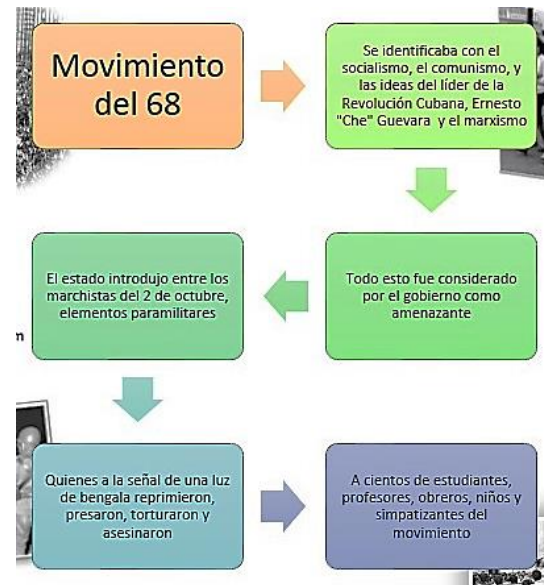 Movimiento
del 68
Se identificaba con el
socialismo, el comunismo, y
las ideas del líder de la
Revolución Cubana, Ernesto
"Che" Guevara y el marxismo
Todo esto fue considerado
por el gobierno como
amenazante
El estado introdujo entre los
marchistas del 2 de octubre,
elementos paramilitares
m
Quienes a la señal de una luz
de bengala reprimieron,
presaron, torturaron y
asesinaron
A cientos de estudiantes,
profesores, obreros, niños y
simpatizantes del
movimiento